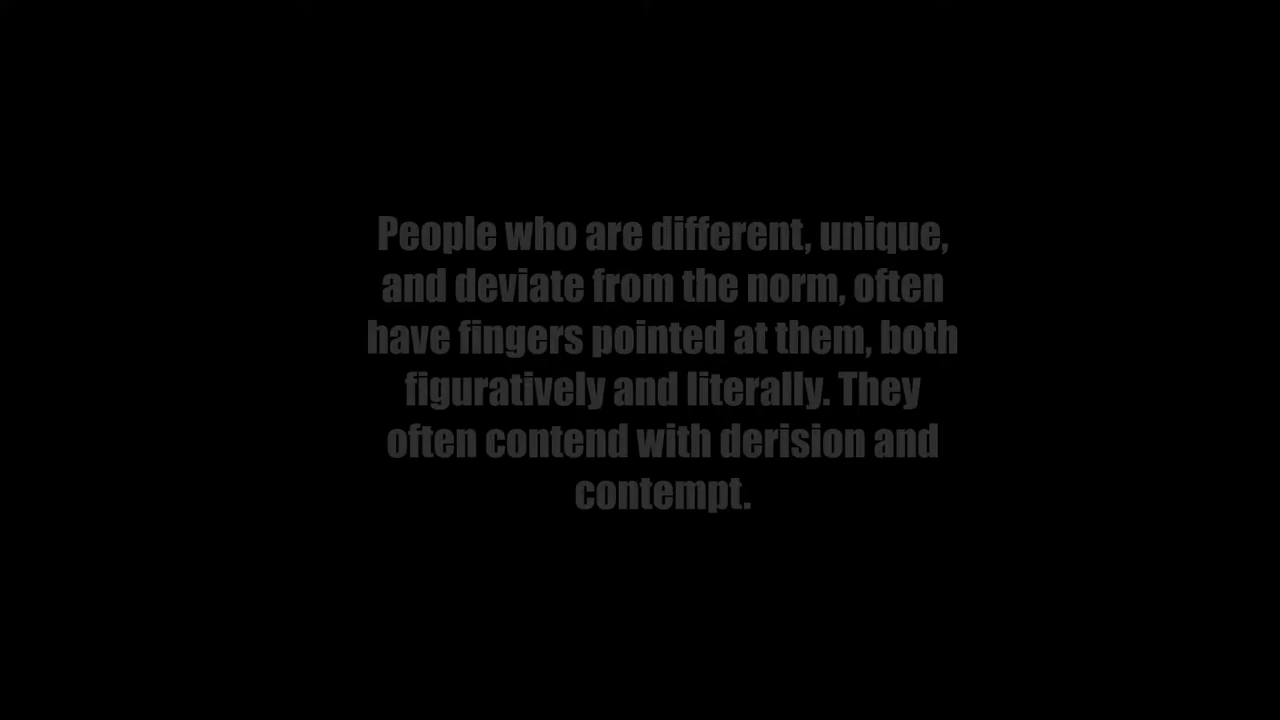 People who are different, unique,
and deviate from the norm, often
have fingers pointed at them, both
figuratively and literally. They
often contend with derision and
contempt.